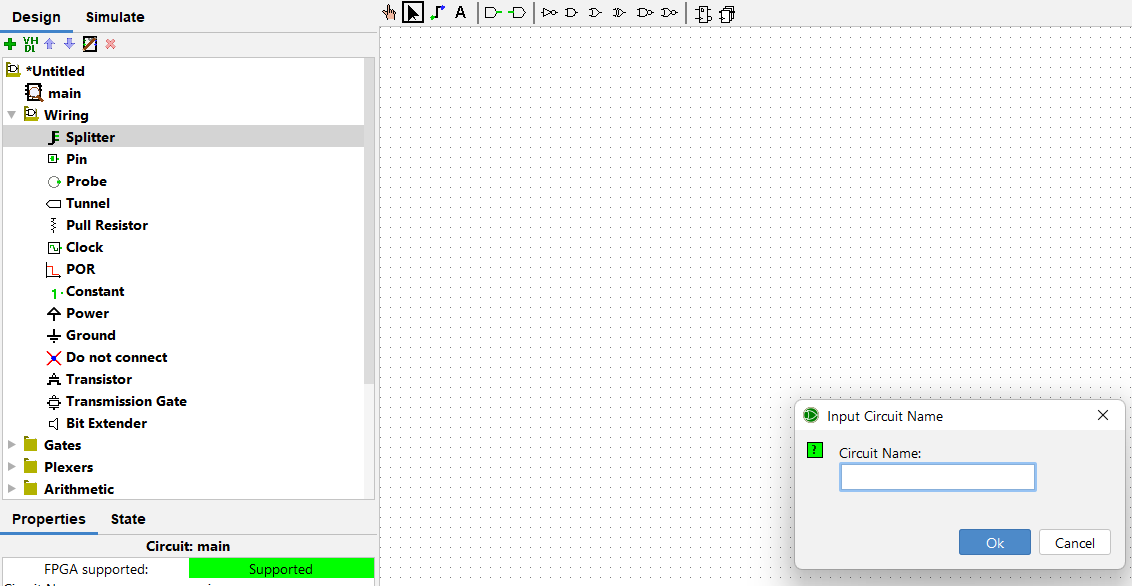 Design Simulate
A
VH
DL
*Untitled
main
Wiring
Splitter
Pin
Probe
Tunnel
Pull Resistor
Clock
POR
1 Constant
Power
Ground
Do not connect
Transistor
Transmission Gate
Bit Extender
Gates
Plexers
Arithmetic
Properties State
Circuit: main
FPGA supported: Supported
Input Circuit Name
?
Circuit Name:
Ok Cancel